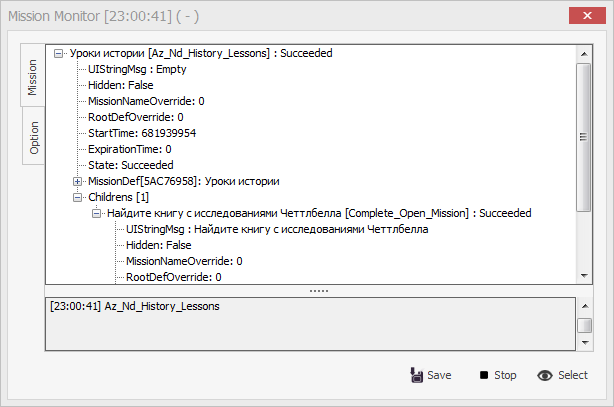 Mission Monitor [23:00:41] ( - )
Mission
Option
Уроки истории [Az_Nd_History_Lessons] : Succeeded
UIStringMsg : Empty
Hidden: False
MissionNameOverride: 0
RootDefOverride: 0
StartTime: 681939954
ExpirationTime: 0
State: Succeeded
MissionDef[5AC76958]: Уроки истории
Childrens [1]
Найдите книгу с исследованиями Четтлбелла [Complete_Open_Mission] : Succeeded
UIStringMsg : Найдите книгу с исследованиями Четтлбелла
Hidden: False
MissionNameOverride: 0
RootDefOverride: 0
[23:00:41] Az_Nd_History_Lessons
Save
Stop
Select